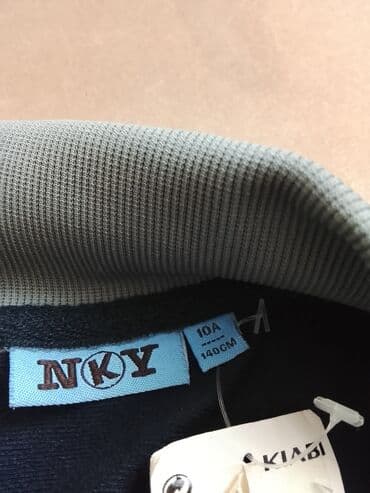 NKY
10A
-----
140CM
KIABI